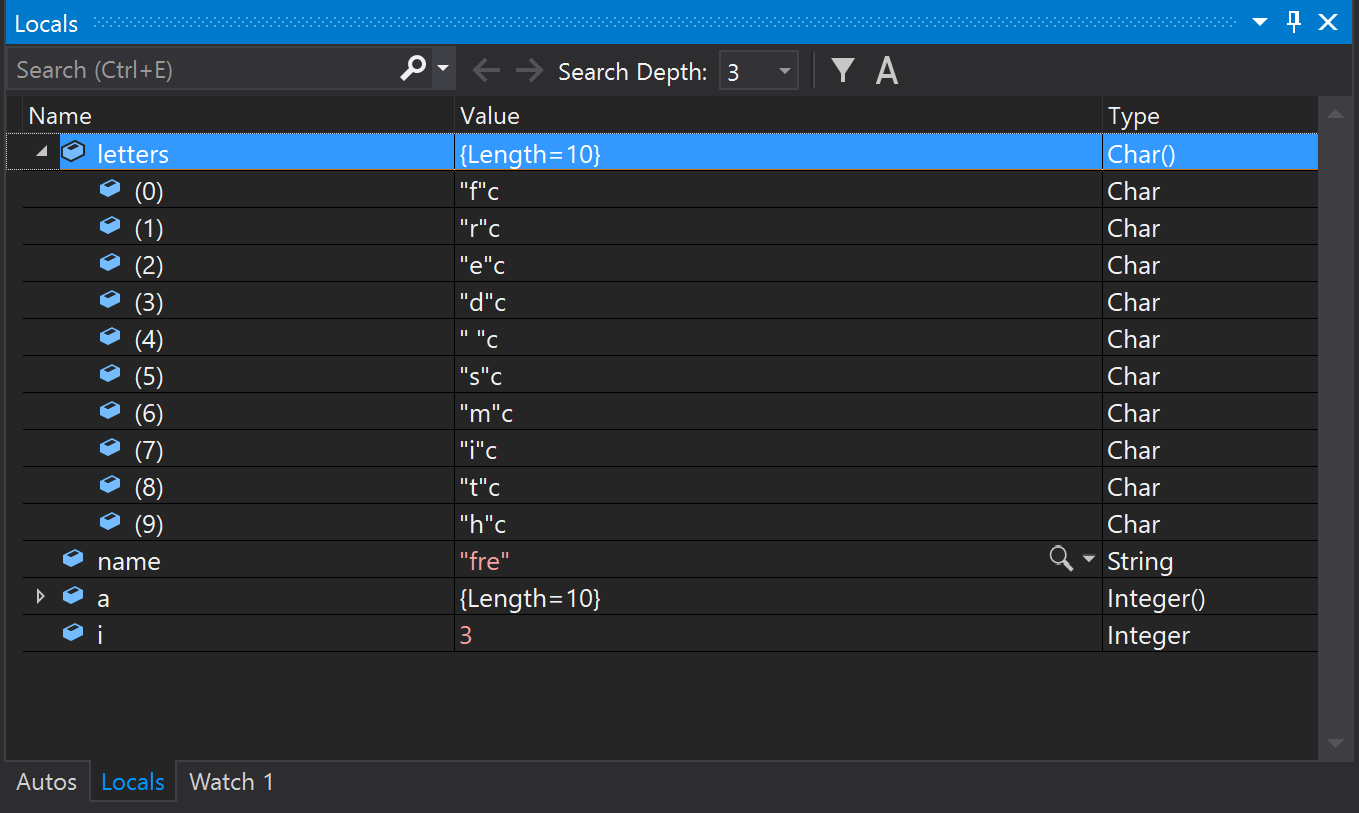 Locals
Search (Ctrl+E) Search Depth: 3 A
Name Value Type
letters {Length=10} Char()
(0) "f"c Char
(1) "r"c Char
(2) "e"c Char
(3) "d"c Char
(4) " "c Char
(5) "s"c Char
(6) "m"c Char
(7) "i"c Char
(8) "t"c Char
(9) "h"c Char
name "fre" String
a {Length=10} Integer()
i 3 Integer
Autos Locals Watch 1